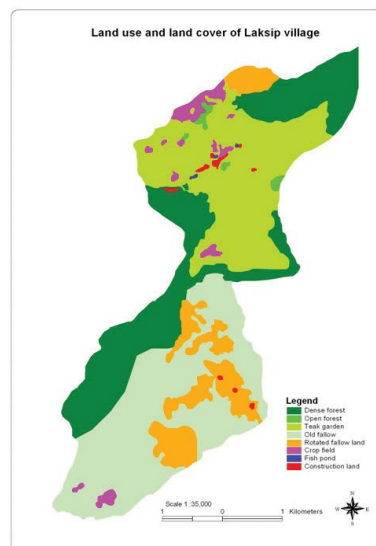 Land use and land cover of Laksip village
Legend
Dense forest
Open forest
Teak garden
Old fallow
Rotated fallow land
Crop field
Fish pond
Construction land
Scale 1 :35,000
1 0 1 Kilometers
N
W E
S